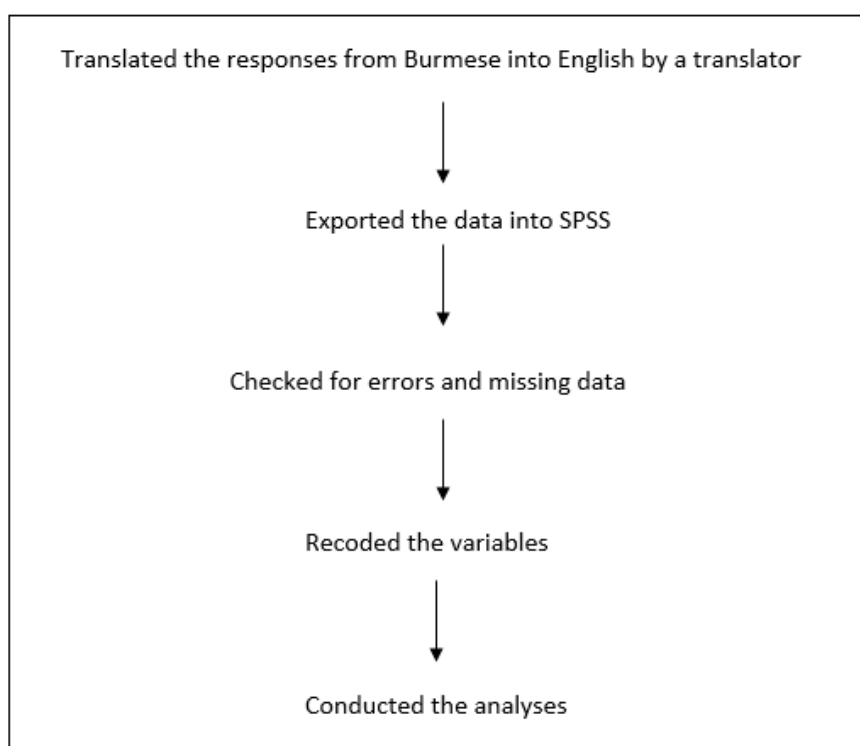 Translated the responses from Burmese into English by a translator
Exported the data into SPSS
Checked for errors and missing data
Recoded the variables
Conducted the analyses